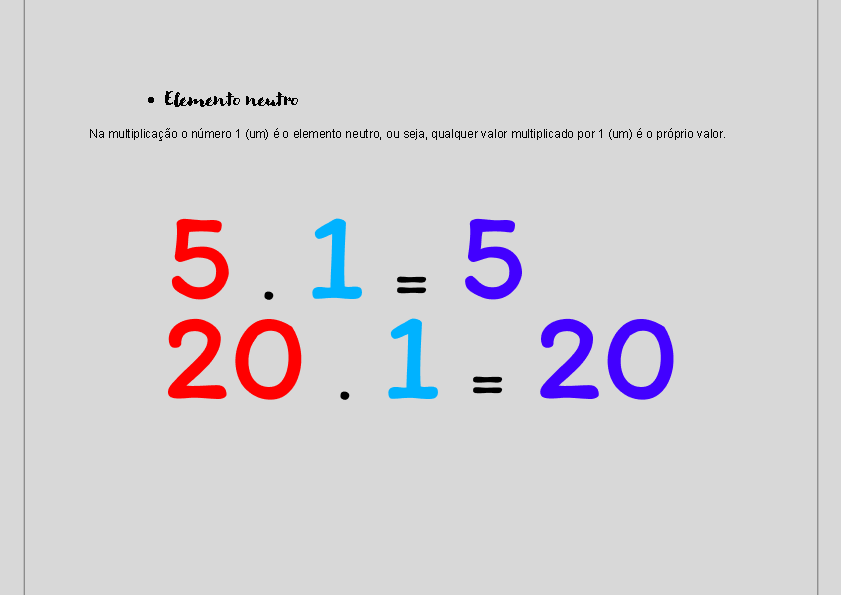 • Elemento neutro
Na multiplicação o número 1 (um) é o elemento neutro, ou seja, qualquer valor multiplicado por 1 (um) é o próprio valor.
5 . 1 = 5
20 . 1 = 20